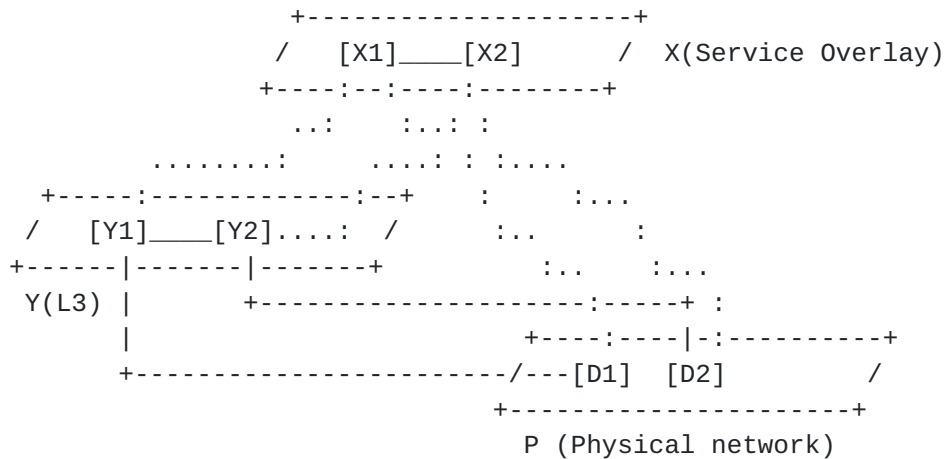 +---------------------+
                 /   [X1]____[X2]      /  X(Service Overlay)
                +----:--:----:--------+
                  ..:    :..: :
         ........:     ....: : :....
  +-----:-------------:--+    :     :...
 /   [Y1]____[Y2]....:  /      :..      :
+------|-------|-------+          :..    :...
 Y(L3) |       +---------------------:-----+ :
       |                         +----:----|-:----------+
       +------------------------/---[D1]  [D2]         /
                               +----------------------+
                                 P (Physical network)